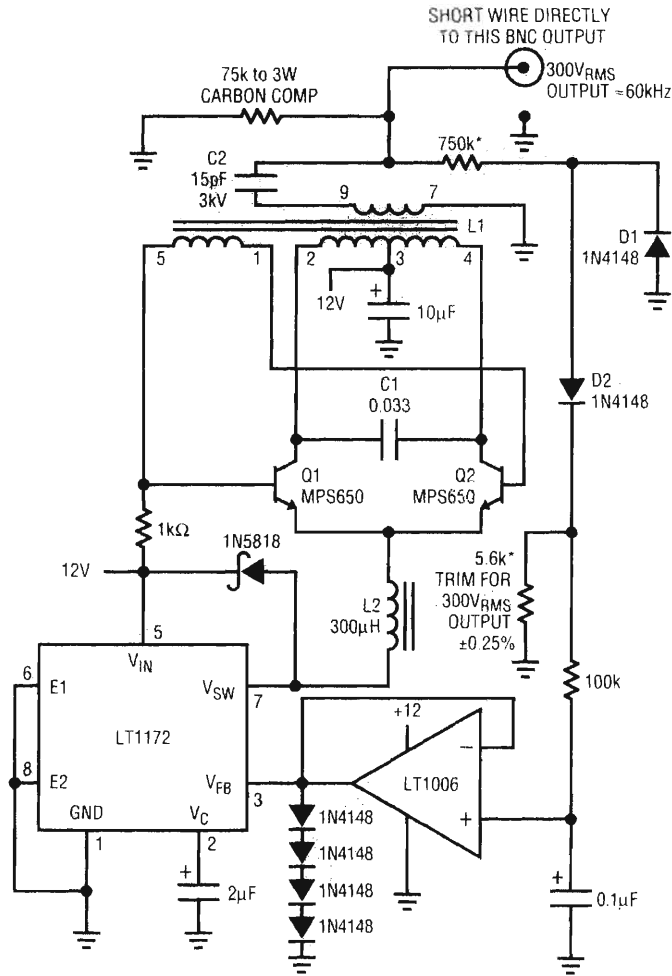 SHORT WIRE DIRECTLY
TO THIS BNC OUTPUT
300VRMS
OUTPUT ≈60kHz
75k to 3W
CARBON COMP
750k*
C2
15pF
3kV
9
7
L1
D1
1N4148
5
1
2
3
4
12V
+
10µF
C1
0.033
D2
1N4148
Q1
MPS650
Q2
MPS650
1kΩ
1N5818
12V
L2
300µH
5.6k*
TRIM FOR
300VRMS
OUTPUT
±0.25%
5
VIN
6
E1
VSW
7
100k
+12
LT1172
8
E2
VFB
3
−
LT1006
+
GND
VC
1
2
1N4148
1N4148
1N4148
1N4148
+
2µF
+
0.1µF